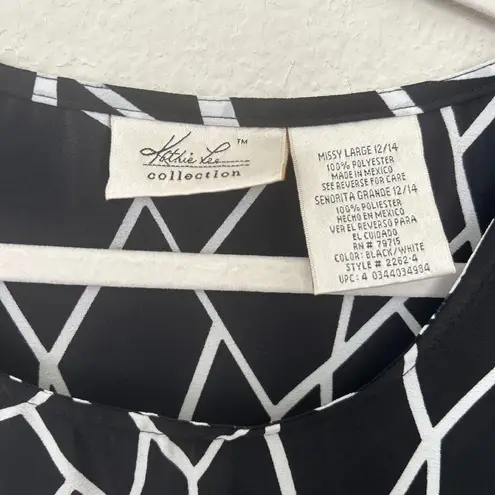 Kathie Lee ™
collection
MISSY LARGE 12/14
100% POLYESTER
MADE IN MEXICO
SEE REVERSE FOR CARE
SENORITA GRANDE 12/14
100% POLIESTER
HECHO EN MEXICO
VER EL REVERSO PARA
EL CUIDADO
RN # 79715
COLOR: BLACK/WHITE
STYLE # 2262-4
UPC: 4 0344034984